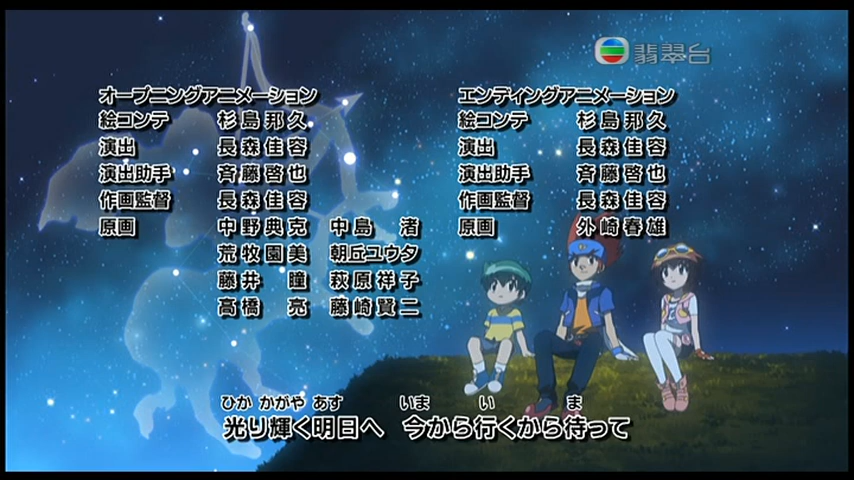 翡翠台
オープニングアニメーション
絵コンテ 杉島邦久
演出 長森佳容
演出助手 斉藤啓也
作画監督 長森佳容
原画 中野典克 中島 渚
荒牧園美 朝丘ユウタ
藤井 瞳 萩原祥子
高橋 亮 藤崎賢二
エンディングアニメーション
絵コンテ 杉島邦久
演出 長森佳容
演出助手 斉藤啓也
作画監督 長森佳容
原画 外崎春雄
ひか かがや あす いま い ま
光り輝く明日へ 今から行くから待って